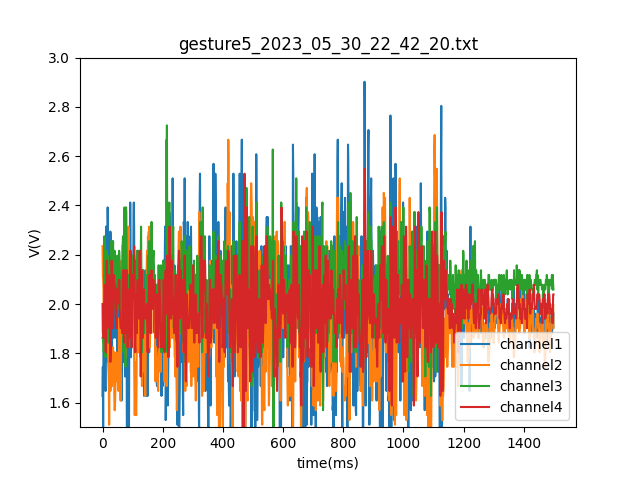 gesture5_2023_05_30_22_42_20.txt
3.0
2.8
2.6
2.4
2.2
2.0
1.8
1.6
V(V)
0 200 400 600 800 1000 1200 1400
time(ms)
channel1
channel2
channel3
channel4